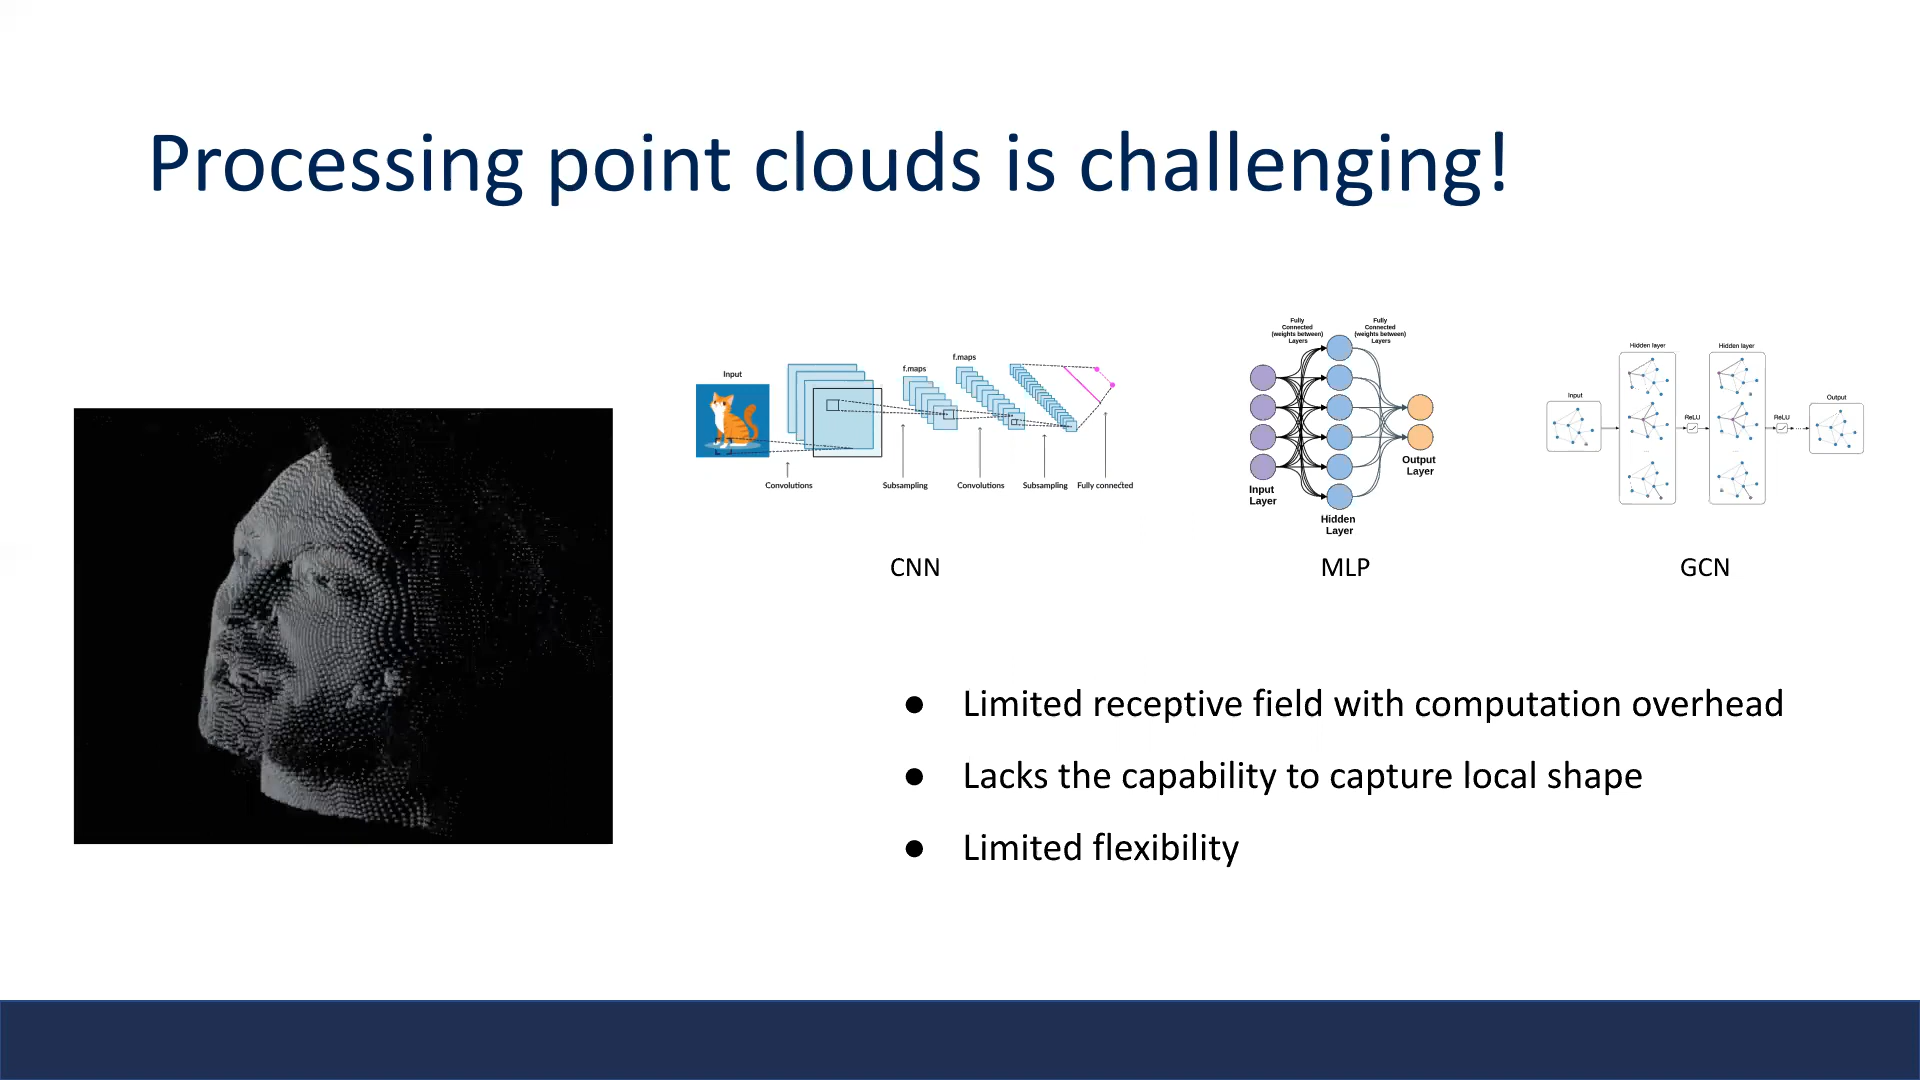 Processing point clouds is challenging!
Input
f.maps
f.maps
Convolutions
Subsampling
Convolutions
Subsampling
Fully connected
CNN
Fully
Connected
(weights between)
Layers
Fully
Connected
(weights between)
Layers
Input
Layer
Hidden
Layer
Output
Layer
MLP
Input
Hidden layer
ReLU
Hidden layer
ReLU
Output
GCN
● Limited receptive field with computation overhead
● Lacks the capability to capture local shape
● Limited flexibility